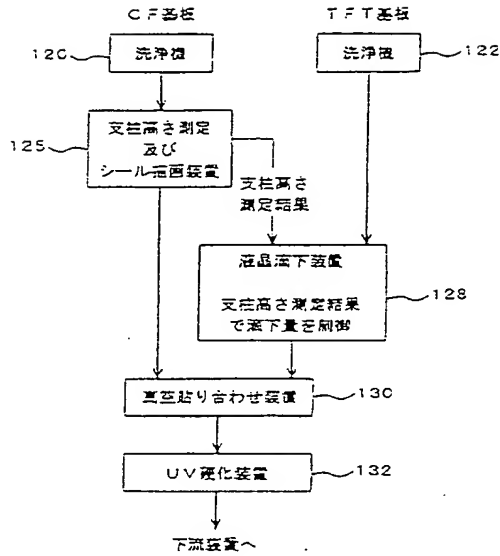 CF基板
TFT基板
120
洗浄機
洗浄機
122
125
支柱高さ測定
及び
シール描画装置
支柱高さ
測定結果
液晶滴下装置
支柱高さ測定結果
で滴下量を制御
128
真空貼り合わせ装置
130
UV硬化装置
132
下流装置へ